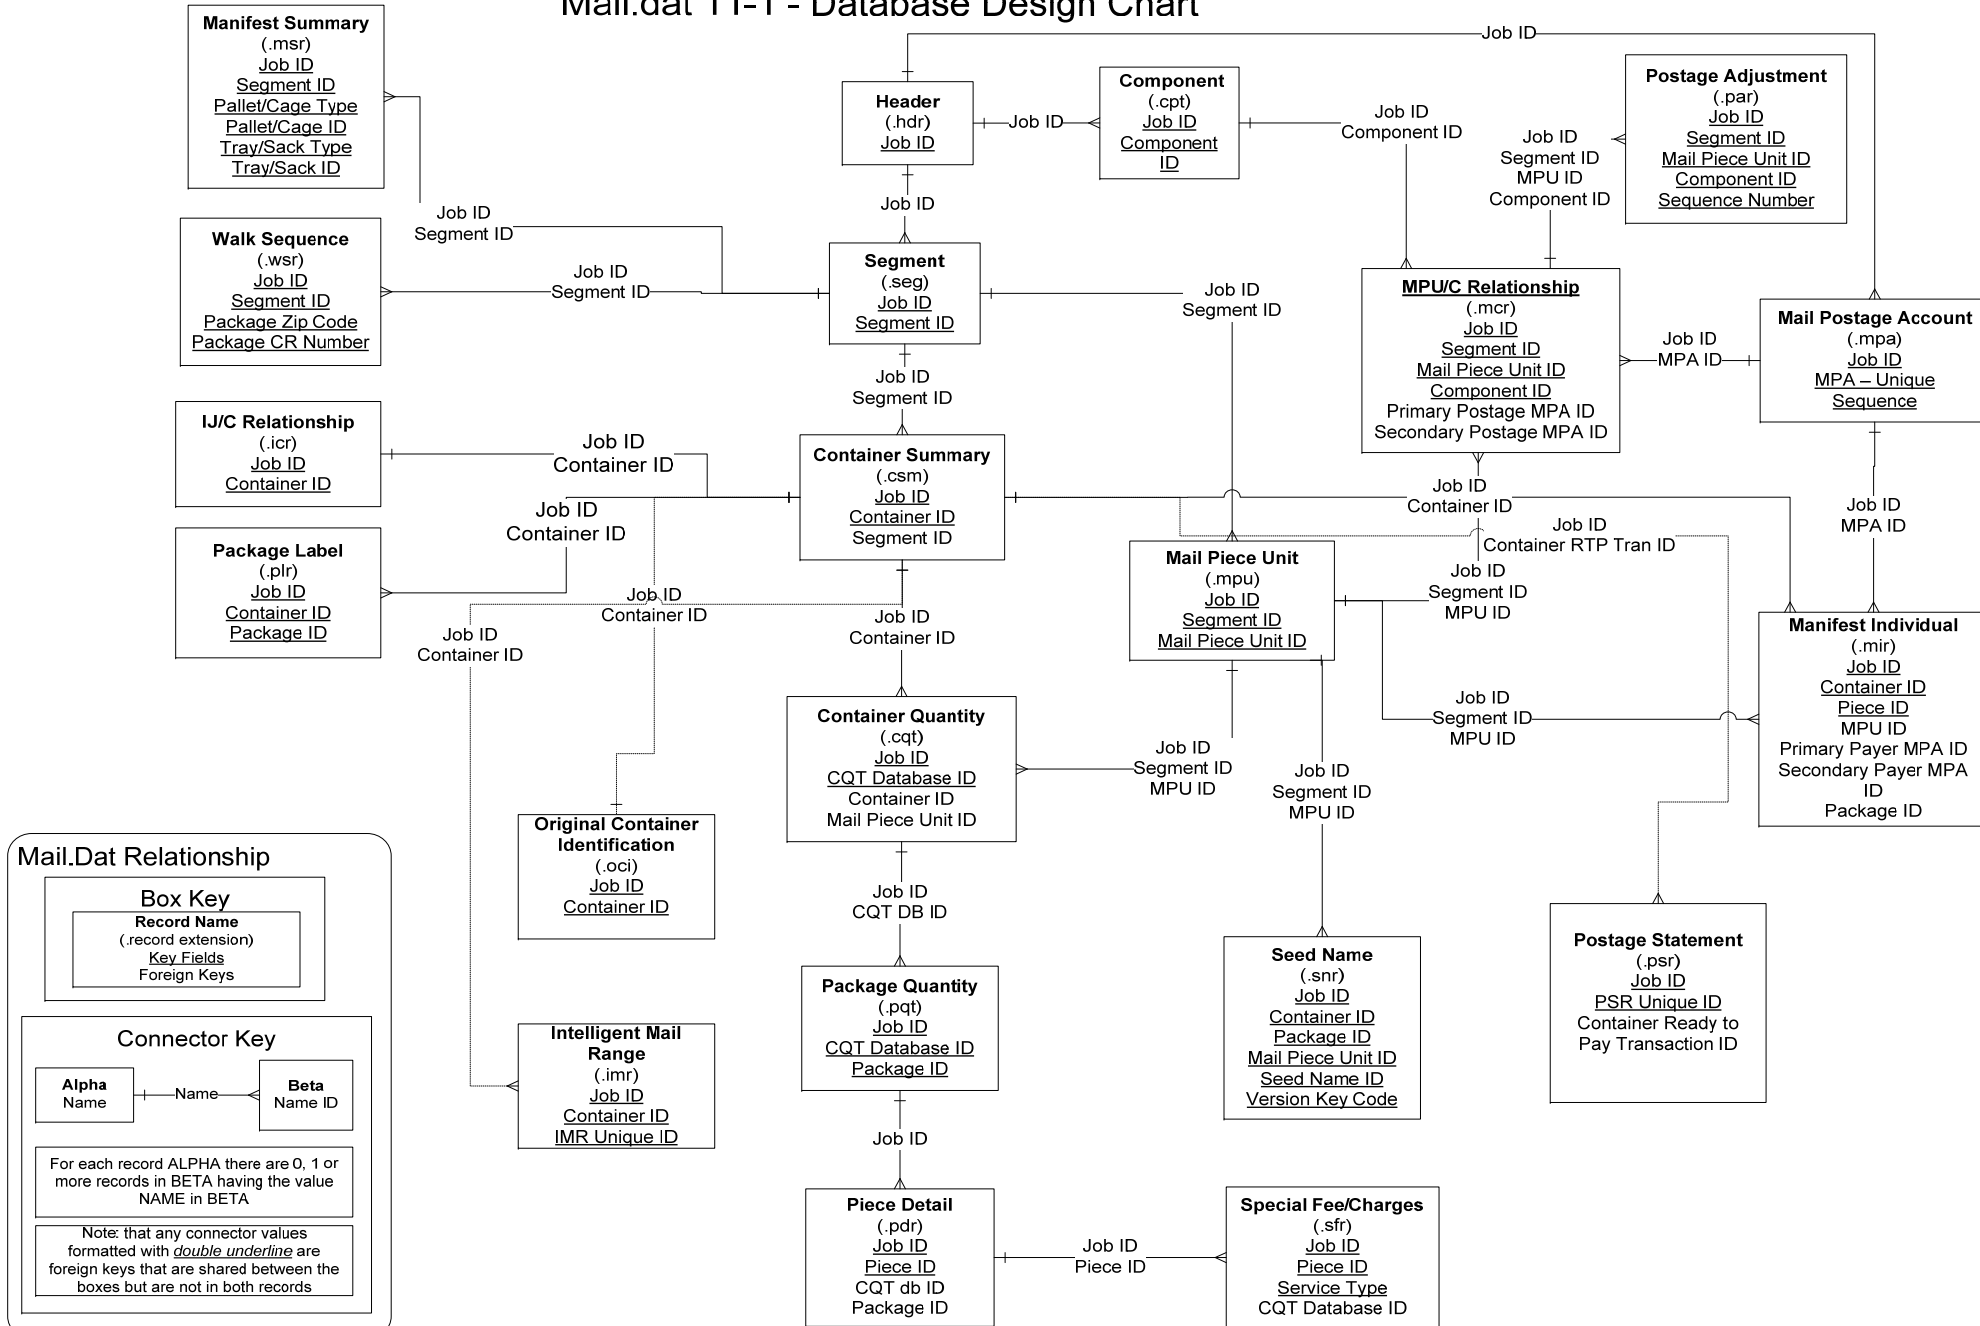 Mail.dat 11-1 - Database Design Chart
Manifest Summary
(.msr)
Job ID
Segment ID
Pallet/Cage Type
Pallet/Cage ID
Tray/Sack Type
Tray/Sack ID
Header
(.hdr)
Job ID
Job ID
Component
(.cpt)
Job ID
Component
ID
Job ID
Job ID
Component ID
Postage Adjustment
(.par)
Job ID
Segment ID
Mail Piece Unit ID
Component ID
Sequence Number
Job ID
Segment ID
MPU ID
Component ID
Job ID
Segment ID
Job ID
Walk Sequence
(.wsr)
Job ID
Segment ID
Package Zip Code
Package CR Number
Job ID
Segment ID
Segment
(.seg)
Job ID
Segment ID
Job ID
Segment ID
MPU/C Relationship
(.mcr)
Job ID
Segment ID
Mail Piece Unit ID
Component ID
Primary Postage MPA ID
Secondary Postage MPA ID
Job ID
MPA ID
Mail Postage Account
(.mpa)
Job ID
MPA – Unique
Sequence
Job ID
Segment ID
IJ/C Relationship
(.icr)
Job ID
Container ID
Job ID
Container ID
Container Summary
(.csm)
Job ID
Container ID
Segment ID
Job ID
Container ID
Job ID
MPA ID
Job ID
Container ID
Job ID
Container RTP Tran ID
Package Label
(.plr)
Job ID
Container ID
Package ID
Mail Piece Unit
(.mpu)
Job ID
Segment ID
Mail Piece Unit ID
Job ID
Segment ID
MPU ID
Job ID
Container ID
Job ID
Container ID
Job ID
Container ID
Manifest Individual
(.mir)
Job ID
Container ID
Piece ID
MPU ID
Primary Payer MPA ID
Secondary Payer MPA
ID
Package ID
Job ID
Segment ID
MPU ID
Container Quantity
(.cqt)
Job ID
CQT Database ID
Container ID
Mail Piece Unit ID
Job ID
Segment ID
MPU ID
Job ID
Segment ID
MPU ID
Original Container
Identification
(.oci)
Job ID
Container ID
Job ID
CQT DB ID
Mail.Dat Relationship
Box Key
Record Name
(.record extension)
Key Fields
Foreign Keys
Connector Key
Alpha
Name
Name
Beta
Name ID
For each record ALPHA there are 0, 1 or
more records in BETA having the value
NAME in BETA
Note: that any connector values
formatted with double underline are
foreign keys that are shared between the
boxes but are not in both records
Package Quantity
(.pqt)
Job ID
CQT Database ID
Package ID
Seed Name
(.snr)
Job ID
Container ID
Package ID
Mail Piece Unit ID
Seed Name ID
Version Key Code
Postage Statement
(.psr)
Job ID
PSR Unique ID
Container Ready to
Pay Transaction ID
Intelligent Mail
Range
(.imr)
Job ID
Container ID
IMR Unique ID
Job ID
Piece Detail
(.pdr)
Job ID
Piece ID
CQT db ID
Package ID
Job ID
Piece ID
Special Fee/Charges
(.sfr)
Job ID
Piece ID
Service Type
CQT Database ID